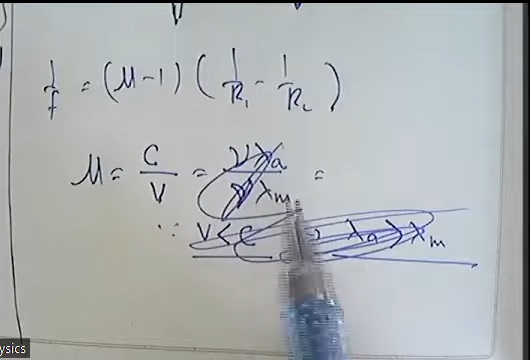 1/f = (μ-1) (1/R₁ - 1/R₂)
μ = C/V = νλa/νλm =
∵ V < C λa > λm
ysics